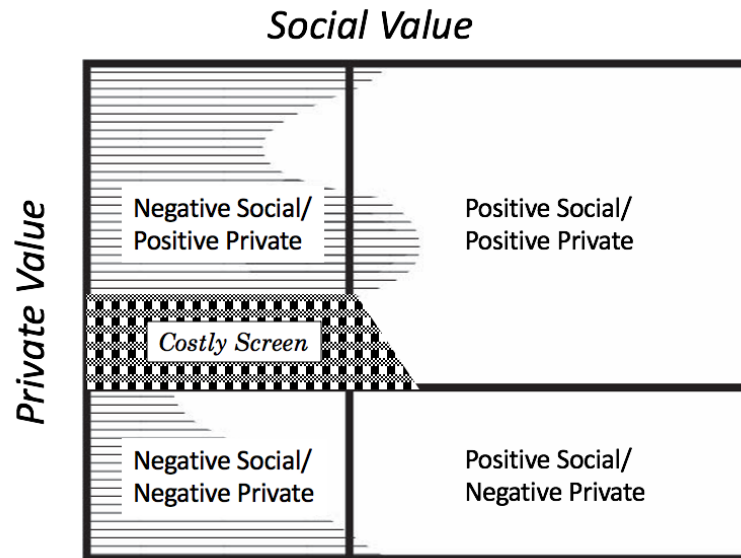 Social Value
Private Value
Negative Social/
Positive Private
Positive Social/
Positive Private
Costly Screen
Negative Social/
Negative Private
Positive Social/
Negative Private